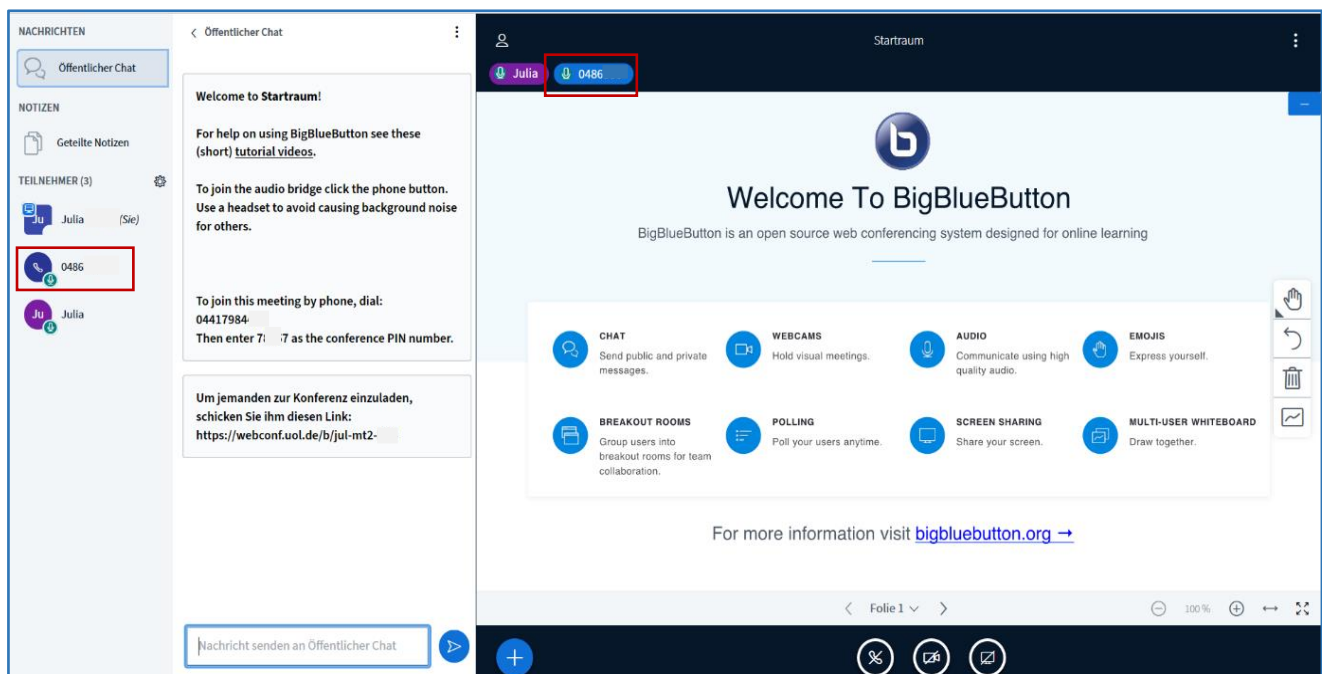 NACHRICHTEN
Öffentlicher Chat
NOTIZEN
Geteilte Notizen
TEILNEHMER (3)
Ju Julia (Sie)
0486
Ju Julia
Öffentlicher Chat
Welcome to Startraum!
For help on using BigBlueButton see these
(short) tutorial videos.
To join the audio bridge click the phone button.
Use a headset to avoid causing background noise
for others.
To join this meeting by phone, dial:
04417984
Then enter 7 7 as the conference PIN number.
Um jemanden zur Konferenz einzuladen,
schicken Sie ihm diesen Link:
https://webconf.uol.de/b/jul-mt2-
Nachricht senden an Öffentlicher Chat
Startraum
Julia 0486
b
Welcome To BigBlueButton
BigBlueButton is an open source web conferencing system designed for online learning
CHAT
Send public and private
messages.
WEBCAMS
Hold visual meetings.
AUDIO
Communicate using high
quality audio.
EMOJIS
Express yourself.
BREAKOUT ROOMS
Group users into
breakout rooms for team
collaboration.
POLLING
Poll your users anytime.
SCREEN SHARING
Share your screen.
MULTI-USER WHITEBOARD
Draw together.
For more information visit bigbluebutton.org →
Folie 1
100 %